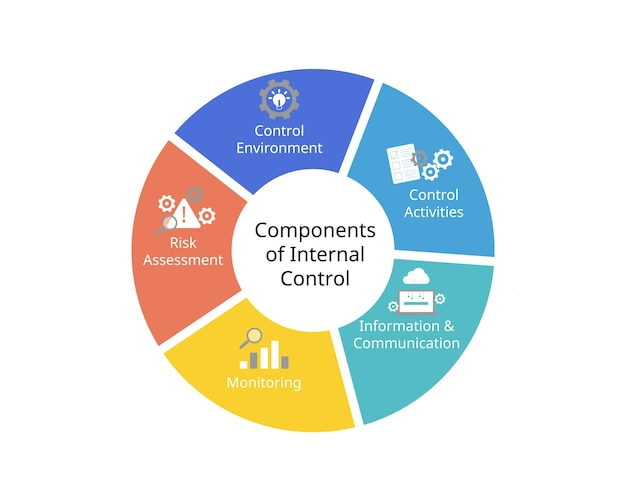 Components
of Internal
Control
Control
Environment
Control
Activities
Information &
Communication
Monitoring
Risk
Assessment